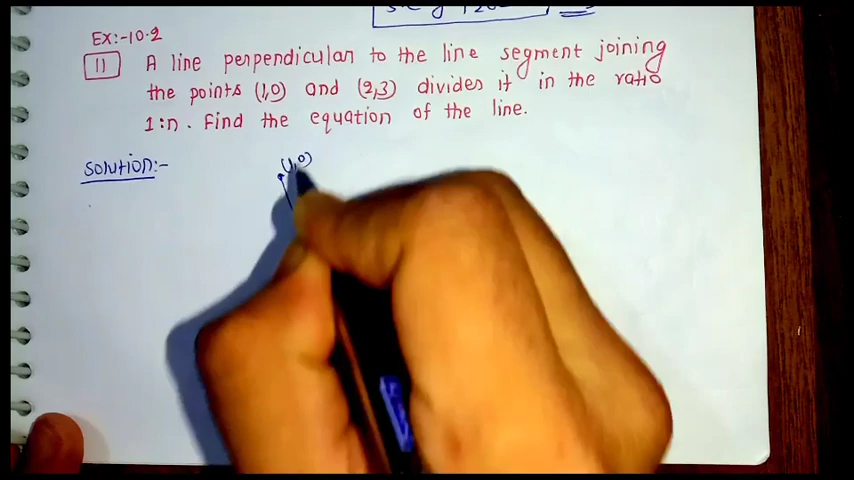 Ex:-10.2
11 A line perpendicular to the line segment joining
the points (1,0) and (2,3) divides it in the ratio
1:n. Find the equation of the line.
Solution:-
(1,0)